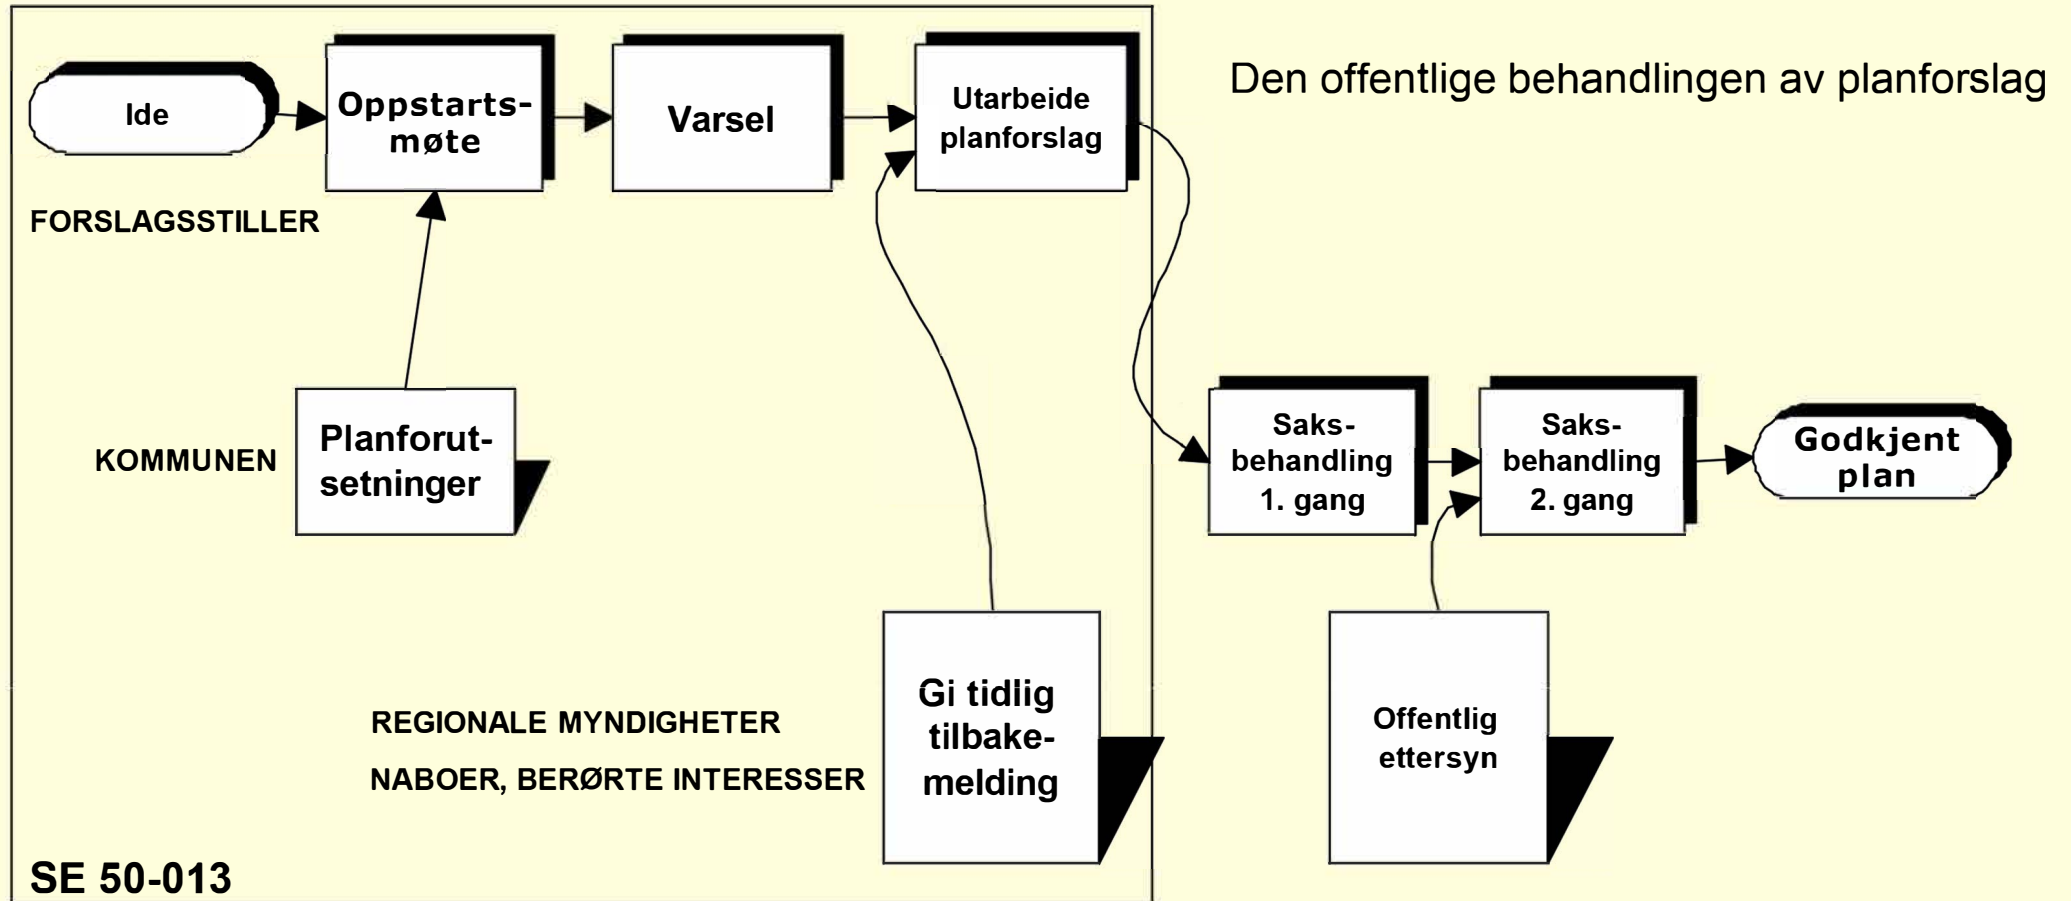 Den offentlige behandlingen av planforslag
Ide
Oppstarts-
møte
Varsel
Utarbeide
planforslag
FORSLAGSSTILLER
KOMMUNEN
Planforut-
setninger
Saks-
behandling
1. gang
Saks-
behandling
2. gang
Godkjent
plan
REGIONALE MYNDIGHETER
NABOER, BERØRTE INTERESSER
Gi tidlig
tilbake-
melding
Offentlig
ettersyn
SE 50-013